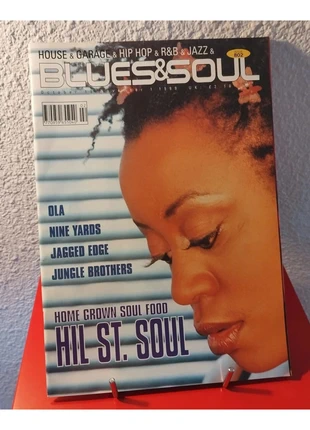 HOUSE & GARAGE & HIP HOP & R&B & JAZZ &
BLUES&SOUL
OLA
NINE YARDS
JAGGED EDGE
JUNGLE BROTHERS
HOME GROWN SOUL FOOD
HIL ST. SOUL